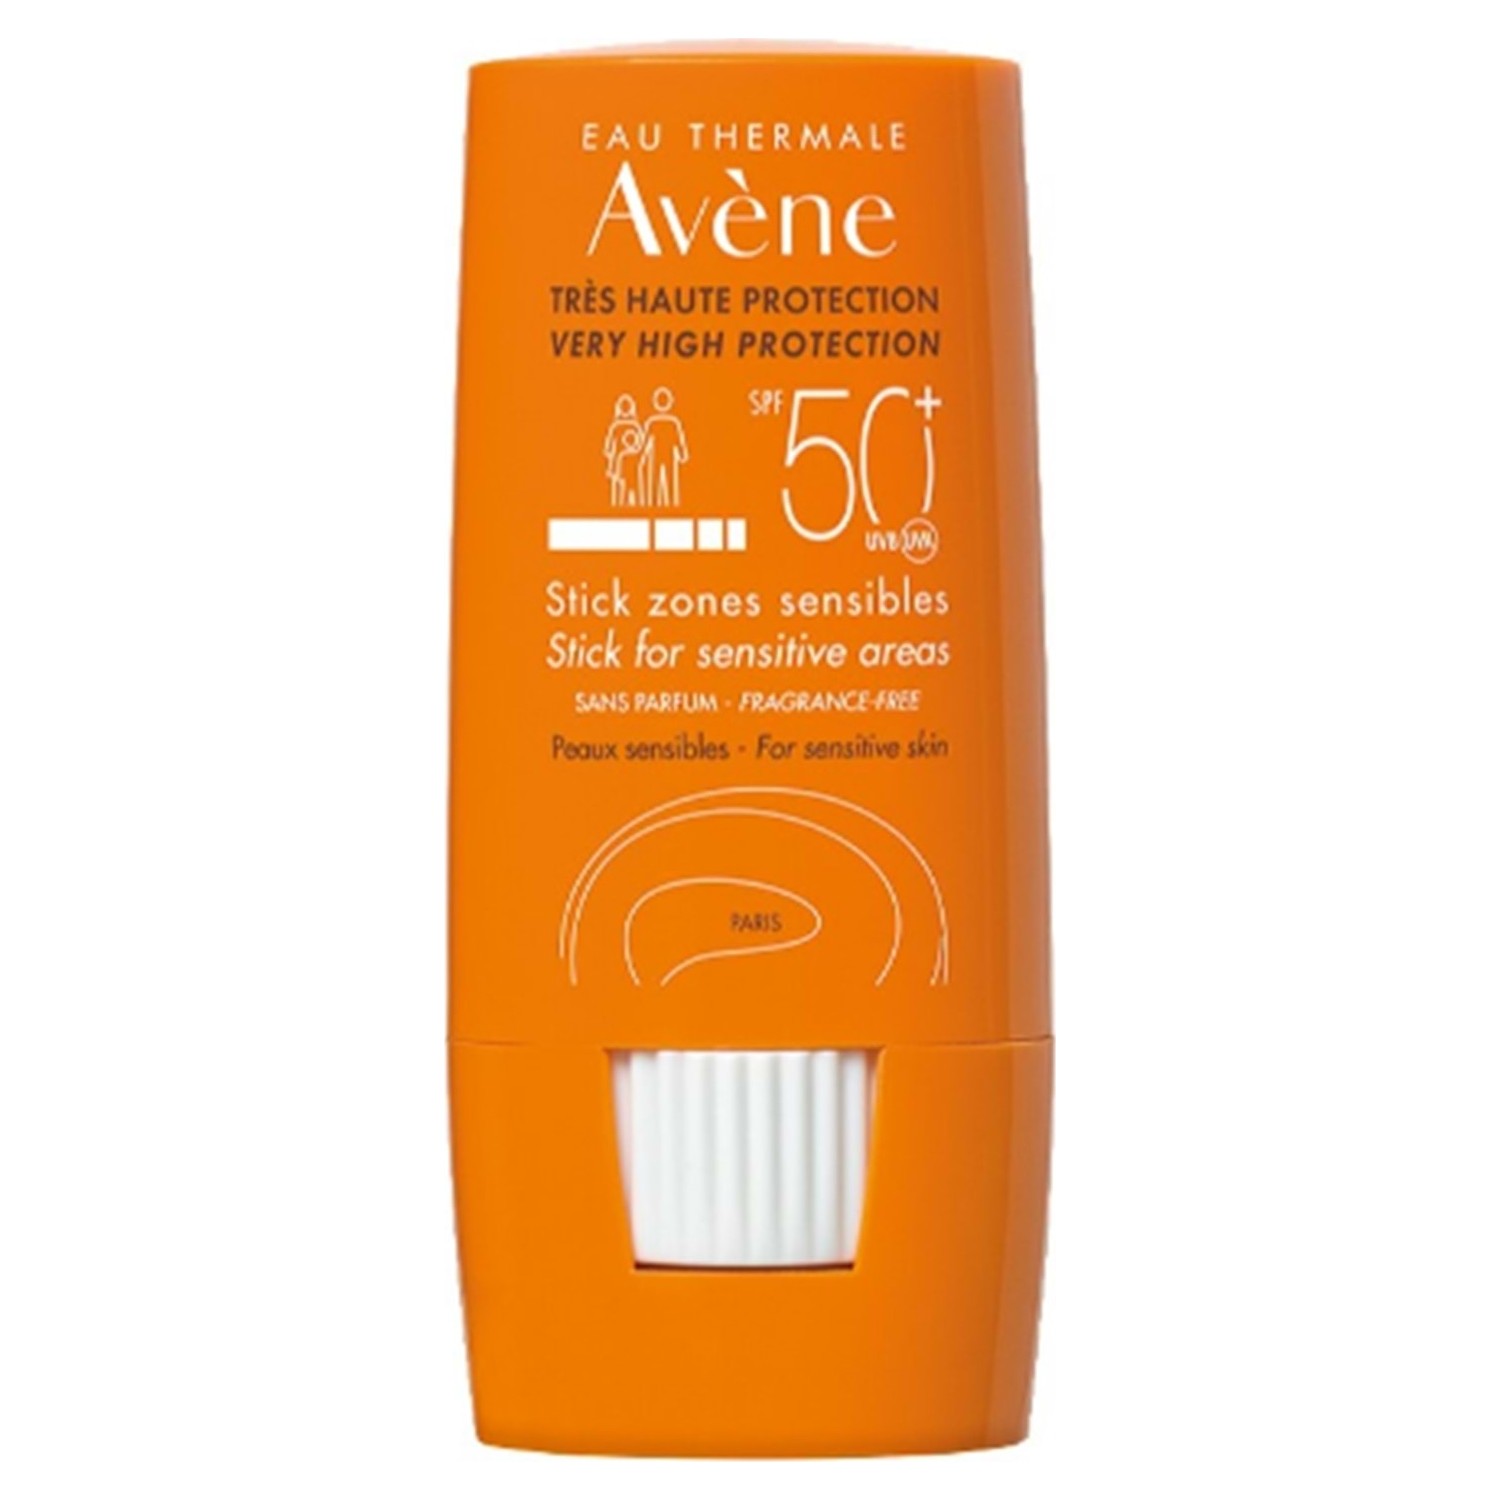 EAU THERMALE
Avène
TRÈS HAUTE PROTECTION
VERY HIGH PROTECTION
SPF 50+
UVB UVA
Stick zones sensibles
Stick for sensitive areas
SANS PARFUM - FRAGRANCE-FREE
Peaux sensibles - For sensitive skin
PARIS